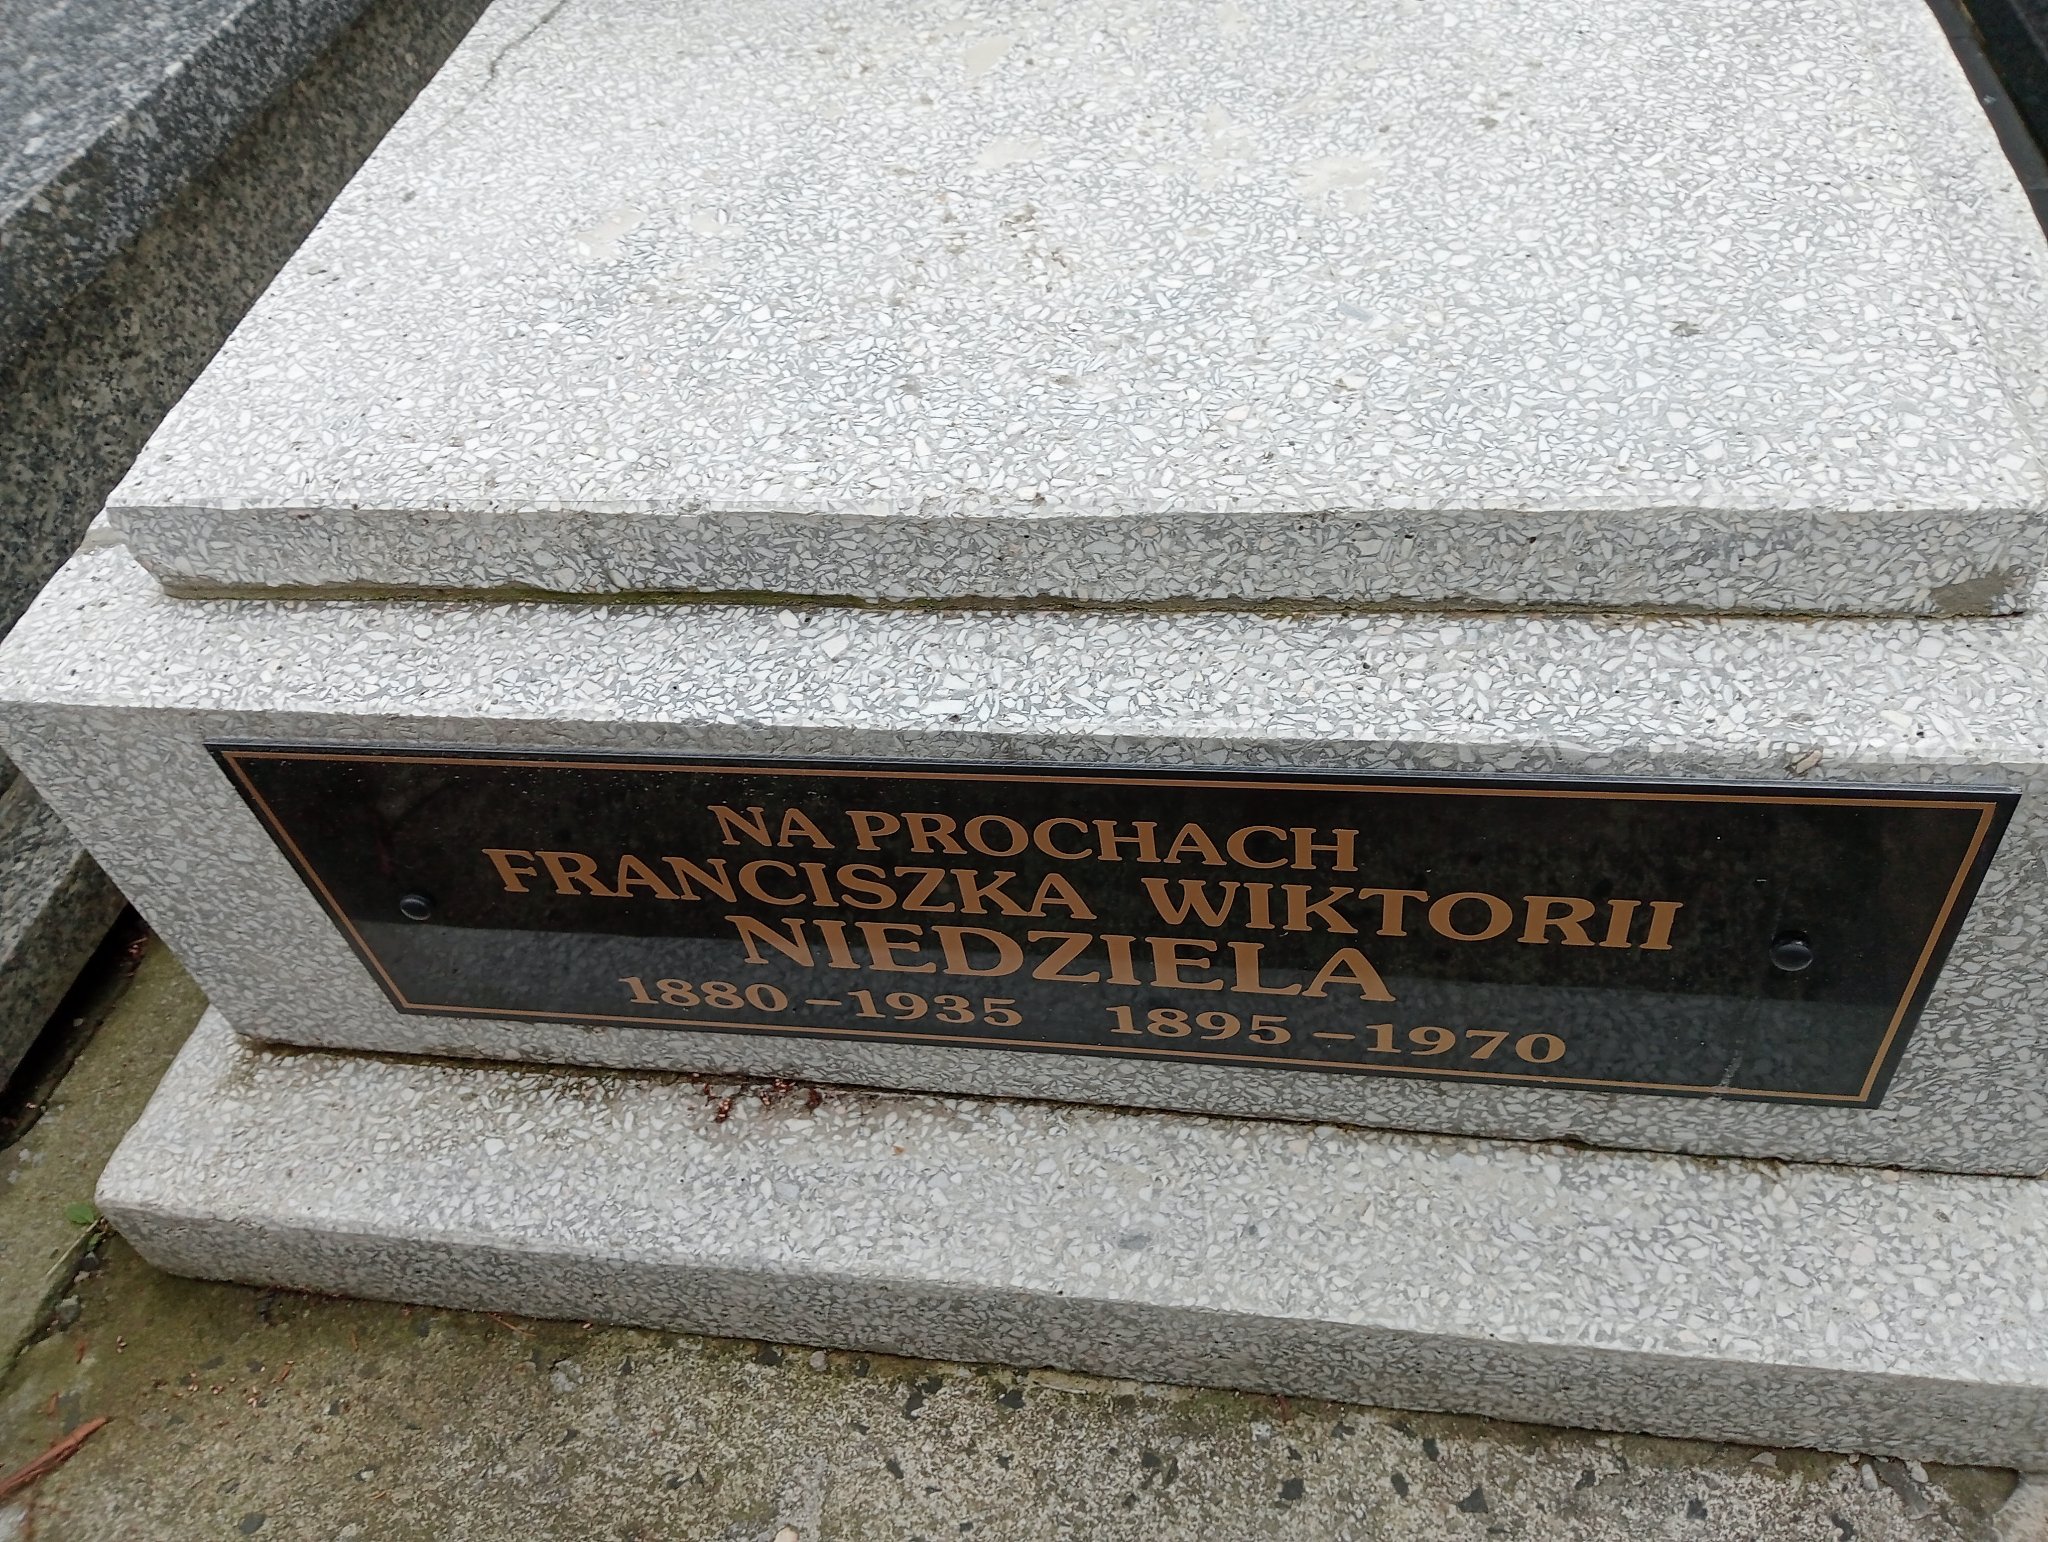 NA PROCHACH
FRANCISZKA WIKTORII
NIEDZIELA
1880 – 1935 1895 – 1970